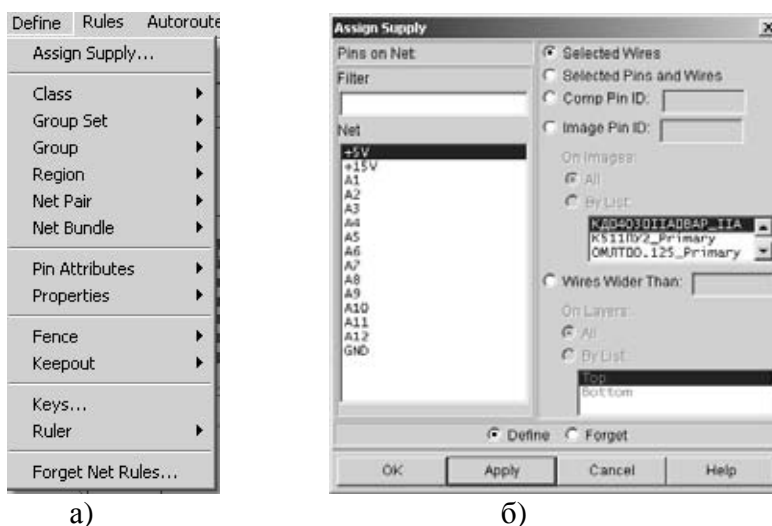 Define Rules Autoroute
Assign Supply...
Class
Group Set
Group
Region
Net Pair
Net Bundle
Pin Attributes
Properties
Fence
Keepout
Keys...
Ruler
Forget Net Rules...
а)
Assign Supply
Pins on Net
Filter
Net
+5V
+15V
A1
A2
A3
A4
A5
A6
A7
A8
A9
A10
A11
A12
GND
Selected Wires
Selected Pins and Wires
Comp Pin ID:
Image Pin ID:
On Images:
All
By List:
K511ПУ2_Primary
ОМЛТ00.125_Primary
Wires Wider Than:
On Layers:
All
By List:
Top
Bottom
Define Forget
OK Apply Cancel Help
б)